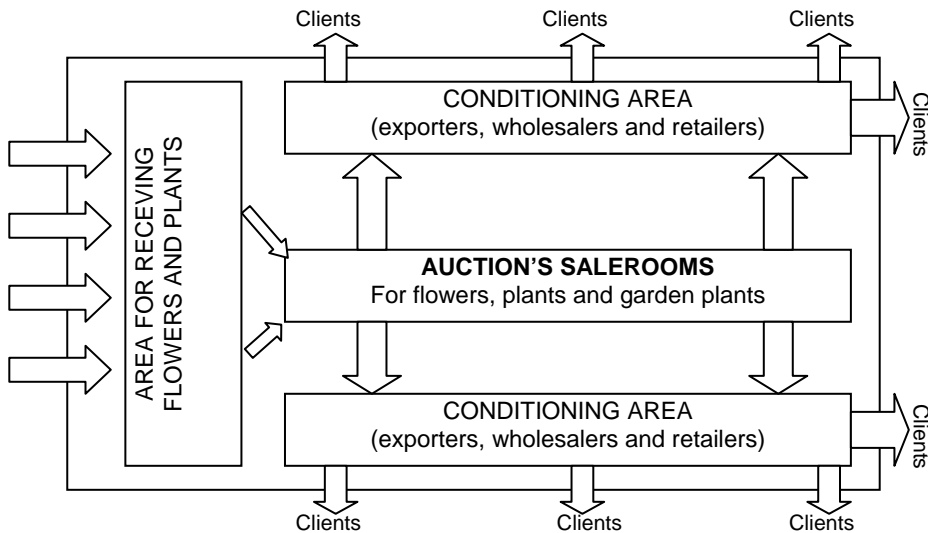 Clients
Clients
Clients
CONDITIONING AREA
(exporters, wholesalers and retailers)
Clients
AREA FOR RECEVING
FLOWERS AND PLANTS
AUCTION’S SALEROOMS
For flowers, plants and garden plants
CONDITIONING AREA
(exporters, wholesalers and retailers)
Clients
Clients
Clients
Clients